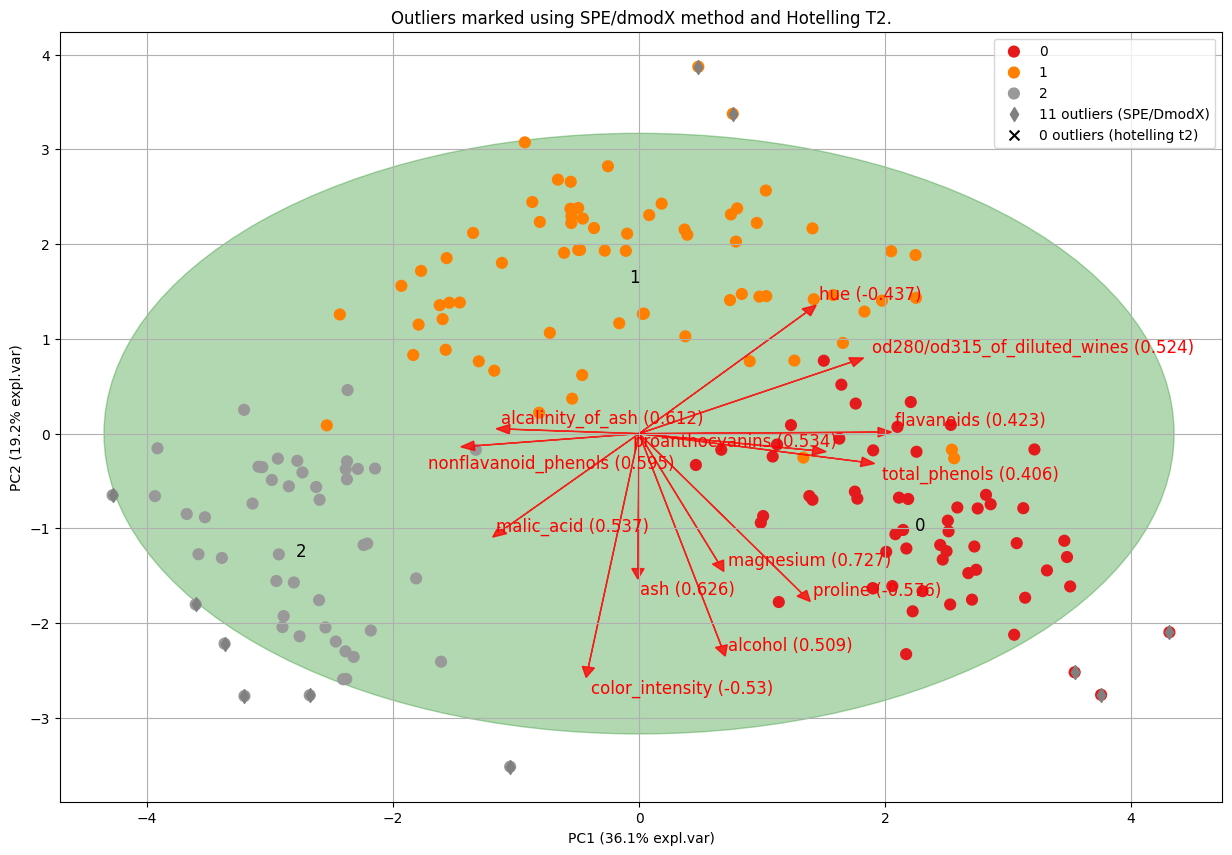 Outliers marked using SPE/dmodX method and Hotelling T2.
0
1
2
11 outliers (SPE/DmodX)
0 outliers (hotelling t2)
4
3
2
1
0
−1
−2
−3
PC2 (19.2% expl.var)
1
hue (-0.437)
od280/od315_of_diluted_wines (0.524)
alcalinity_of_ash (0.612)
flavanoids (0.423)
proanthocyanins (0.534)
nonflavanoid_phenols (0.595)
total_phenols (0.406)
malic_acid (0.537)
0
2
magnesium (0.727)
ash (0.626)
proline (-0.576)
alcohol (0.509)
color_intensity (-0.53)
−4
−2
0
2
4
PC1 (36.1% expl.var)